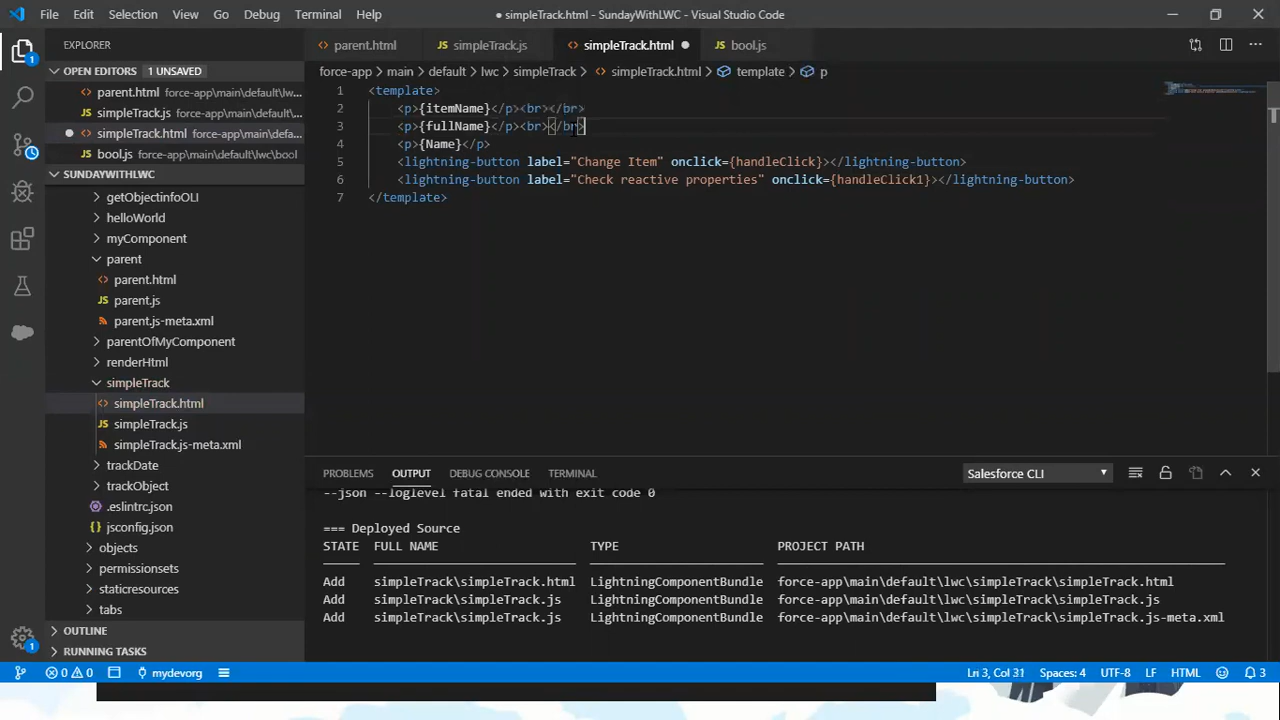 File Edit Selection View Go Debug Terminal Help
● simpleTrack.html - SundayWithLWC - Visual Studio Code
EXPLORER
OPEN EDITORS 1 UNSAVED
parent.html force-app\main\default\lw...
simpleTrack.js force-app\main\default\...
simpleTrack.html force-app\main\defa...
bool.js force-app\main\default\lwc\bool
SUNDAYWITHLWC
getObjectinfoOLI
helloWorld
myComponent
parent
parent.html
parent.js
parent.js-meta.xml
parentOfMyComponent
renderHtml
simpleTrack
simpleTrack.html
simpleTrack.js
simpleTrack.js-meta.xml
trackDate
trackObject
.eslintrc.json
jsconfig.json
objects
permissionsets
staticresources
tabs
OUTLINE
RUNNING TASKS
parent.html simpleTrack.js simpleTrack.html ● bool.js
force-app > main > default > lwc > simpleTrack > simpleTrack.html > template > p
1 <template>
2 <p>{itemName}</p><br></br>
3 <p>{fullName}</p><br></br>
4 <p>{Name}</p>
5 <lightning-button label="Change Item" onclick={handleClick}></lightning-button>
6 <lightning-button label="Check reactive properties" onclick={handleClick1}></lightning-button>
7 </template>
PROBLEMS OUTPUT DEBUG CONSOLE TERMINAL Salesforce CLI
--json --loglevel fatal ended with exit code 0
=== Deployed Source
STATE FULL NAME TYPE PROJECT PATH
Add simpleTrack\simpleTrack.html LightningComponentBundle force-app\main\default\lwc\simpleTrack\simpleTrack.html
Add simpleTrack\simpleTrack.js LightningComponentBundle force-app\main\default\lwc\simpleTrack\simpleTrack.js
Add simpleTrack\simpleTrack.js LightningComponentBundle force-app\main\default\lwc\simpleTrack\simpleTrack.js-meta.xml
0 0 mydevorg Ln 3, Col 31 Spaces: 4 UTF-8 LF HTML 3